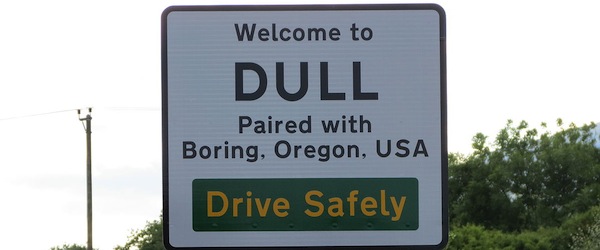 Welcome to
DULL
Paired with
Boring, Oregon, USA
Drive Safely